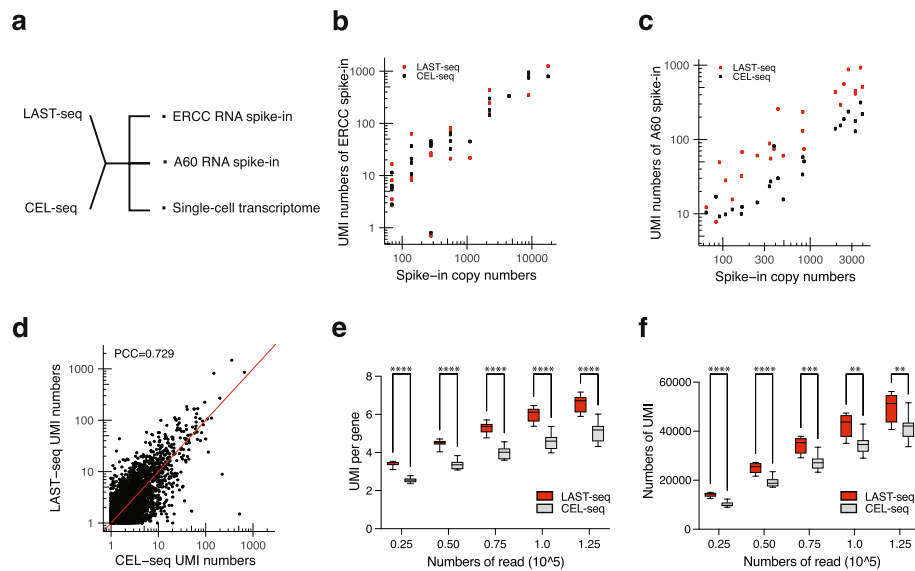 a
LAST-seq
CEL-seq
ERCC RNA spike-in
A60 RNA spike-in
Single-cell transcriptome
b
UMI numbers of ERCC spike−in
1000
100
10
1
LAST-seq
CEL-seq
100
1000
10000
Spike−in copy numbers
c
UMI numbers of A60 spike-in
1000
100
10
LAST-seq
CEL-seq
100
300
1000
3000
Spike−in copy numbers
d
LAST−seq UMI numbers
PCC=0.729
1000
100
10
1
1
10
100
1000
CEL−seq UMI numbers
e
UMI per gene
8
6
4
2
0
**** **** **** **** ****
LAST-seq
CEL-seq
0.25 0.50 0.75 1.0 1.25
Numbers of read (10^5)
f
Numbers of UMI
60000
40000
20000
0
**** **** *** ** **
LAST-seq
CEL-seq
0.25 0.50 0.75 1.0 1.25
Numbers of read (10^5)